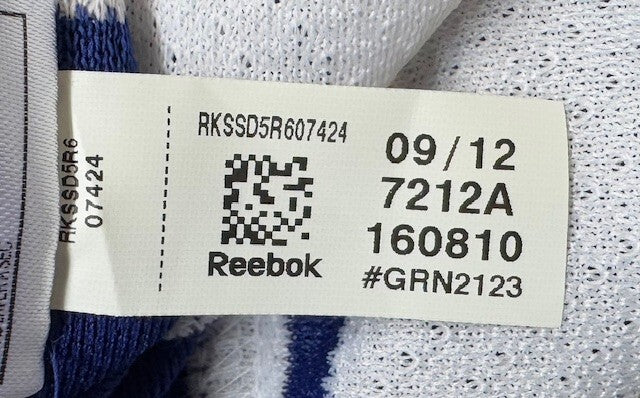 RKSSD5R6
07424
RKSSD5R607424
Reebok
09/12
7212A
160810
#GRN2123